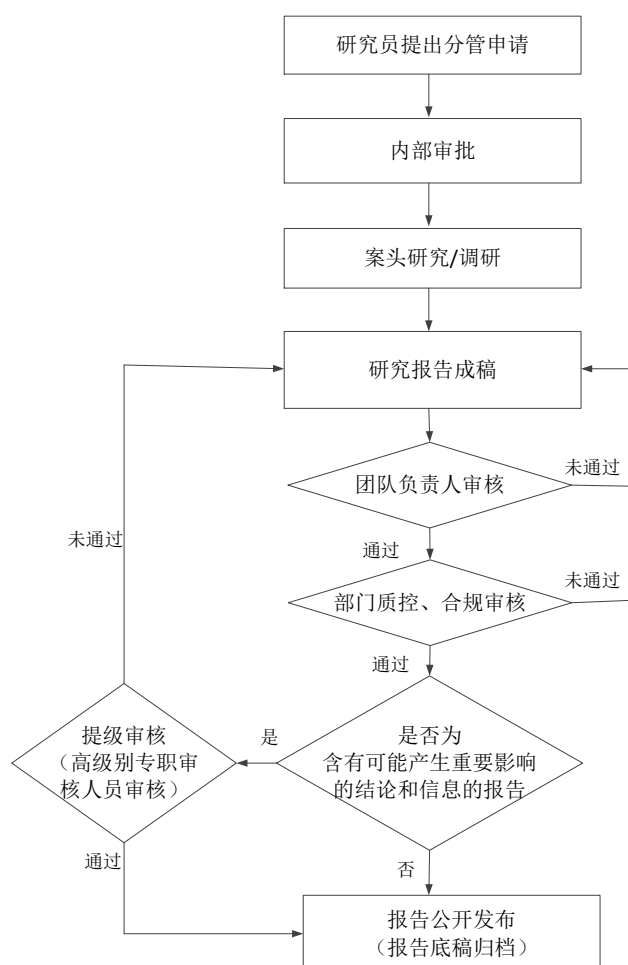 研究员提出分管申请
内部审批
案头研究/调研
研究报告成稿
团队负责人审核
未通过
通过
未通过
部门质控、合规审核
未通过
通过
提级审核
（高级别专职审
核人员审核）
是
是否为
含有可能产生重要影响
的结论和信息的报告
通过
否
报告公开发布
（报告底稿归档）